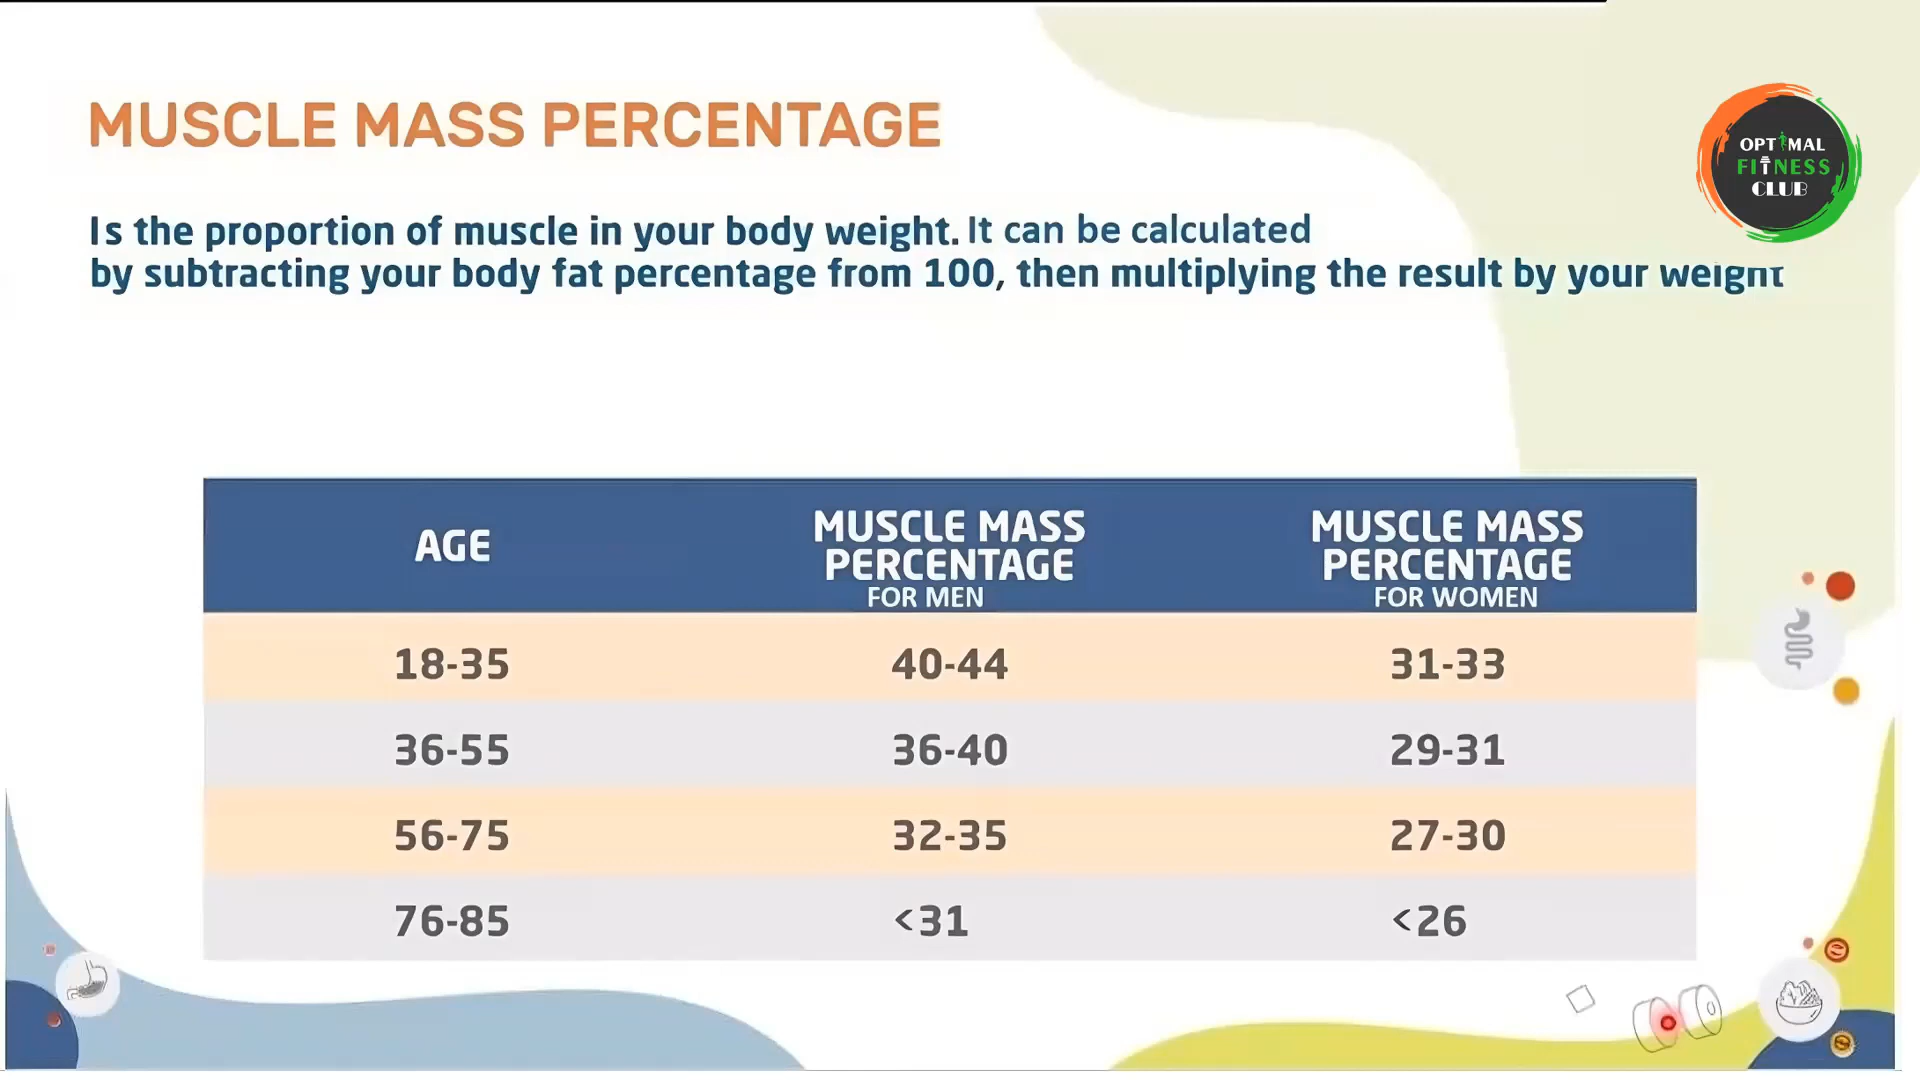 MUSCLE MASS PERCENTAGE
OPTIMAL
FITNESS
CLUB
Is the proportion of muscle in your body weight. It can be calculated
by subtracting your body fat percentage from 100, then multiplying the result by your weight
AGE
MUSCLE MASS
PERCENTAGE
FOR MEN
MUSCLE MASS
PERCENTAGE
FOR WOMEN
18-35 40-44 31-33
36-55 36-40 29-31
56-75 32-35 27-30
76-85 <31 <26